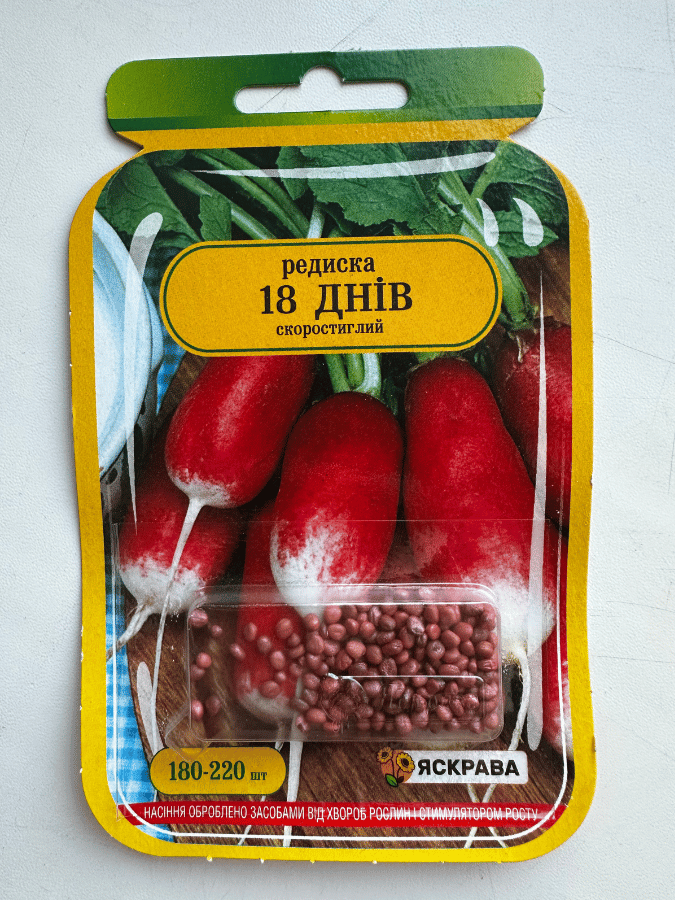 редиска
18 ДНІВ
скоростиглий
180-220 шт
ЯСКРАВА
НАСІННЯ ОБРОБЛЕНО ЗАСОБАМИ ВІД ХВОРОБ РОСЛИН І СТИМУЛЯТОРОМ РОСТУ